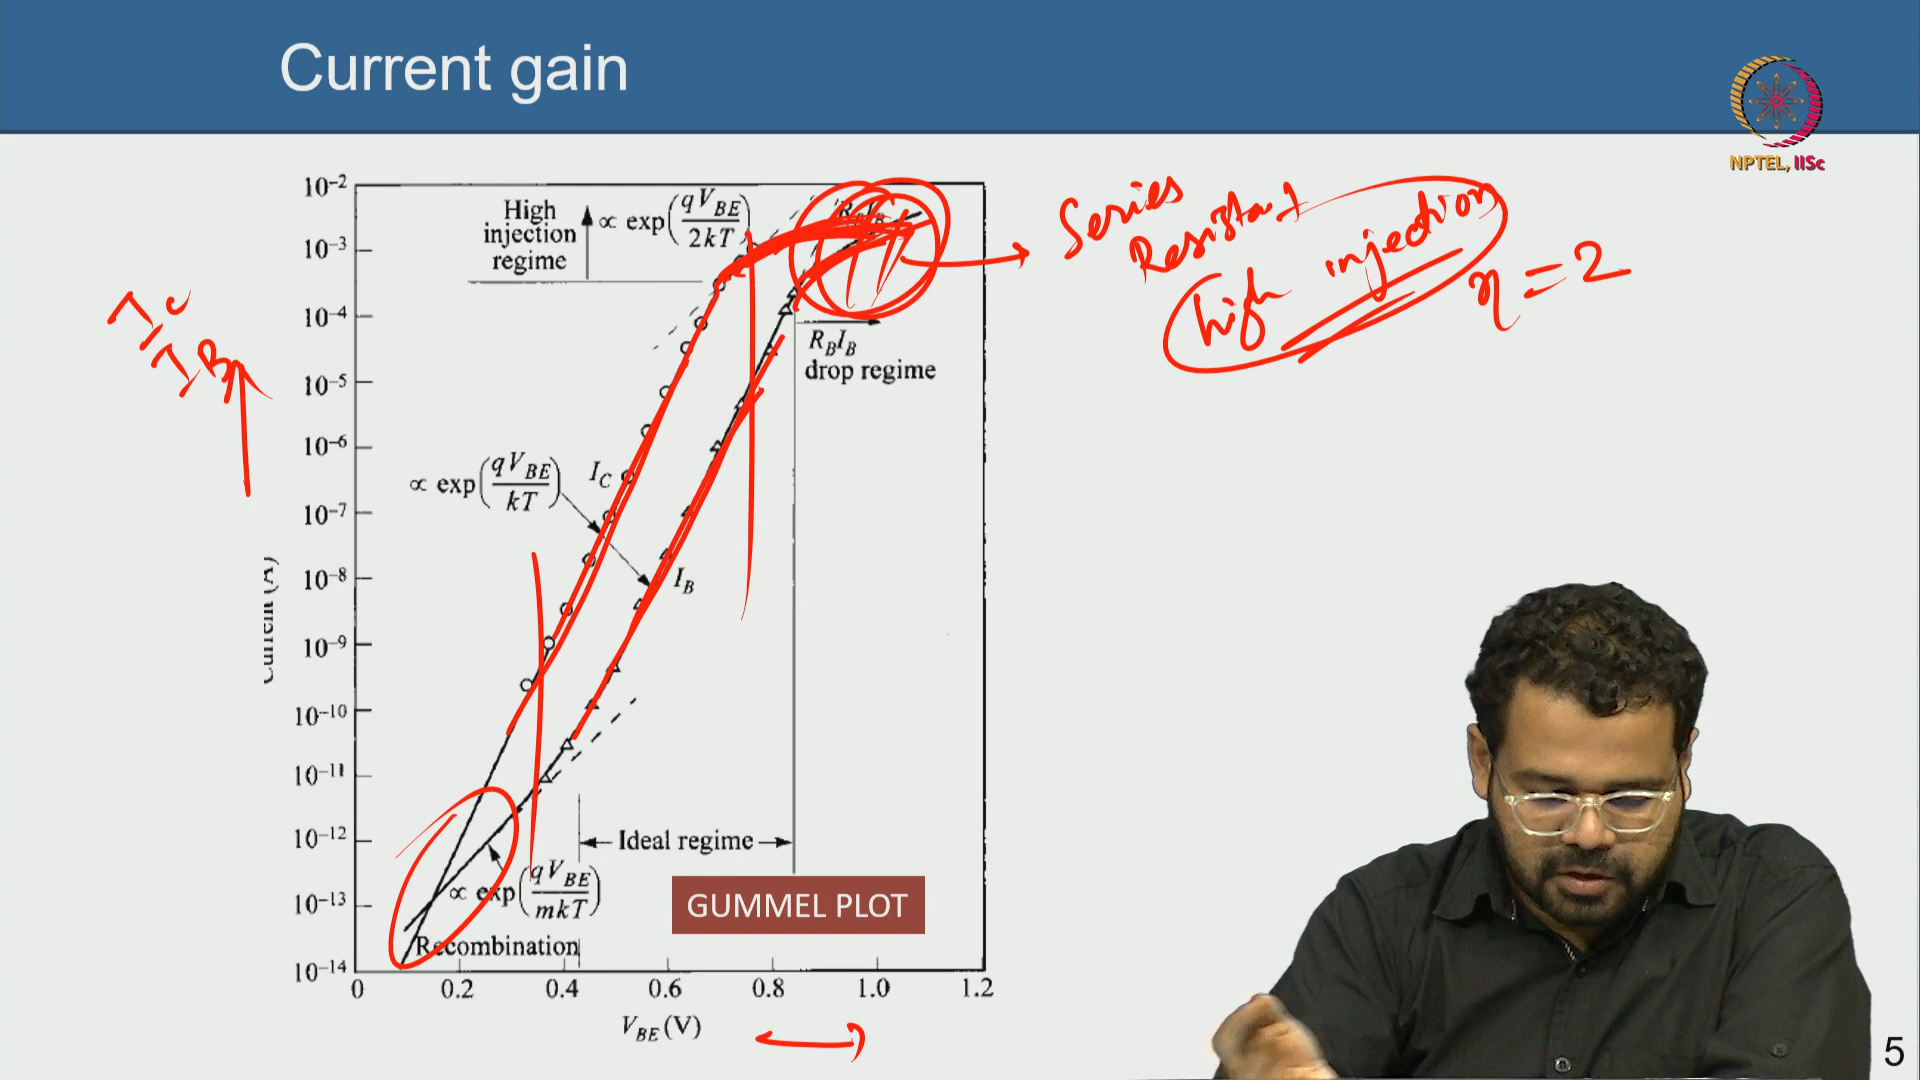 Current gain
NPTEL, IISc
10⁻²
10⁻³
10⁻⁴
10⁻⁵
10⁻⁶
10⁻⁷
10⁻⁸
10⁻⁹
10⁻¹⁰
10⁻¹¹
10⁻¹²
10⁻¹³
10⁻¹⁴
Current (A)
High
injection
regime
∝ exp(qV_BE/2kT)
R_B I_B
drop regime
∝ exp(qV_BE/kT)
I_C
I_B
Ideal regime
∝ exp(qV_BE/mkT)
Recombination
GUMMEL PLOT
0 0.2 0.4 0.6 0.8 1.0 1.2
V_BE (V)
I_C
I_B
Series
high injection
η = 2
5